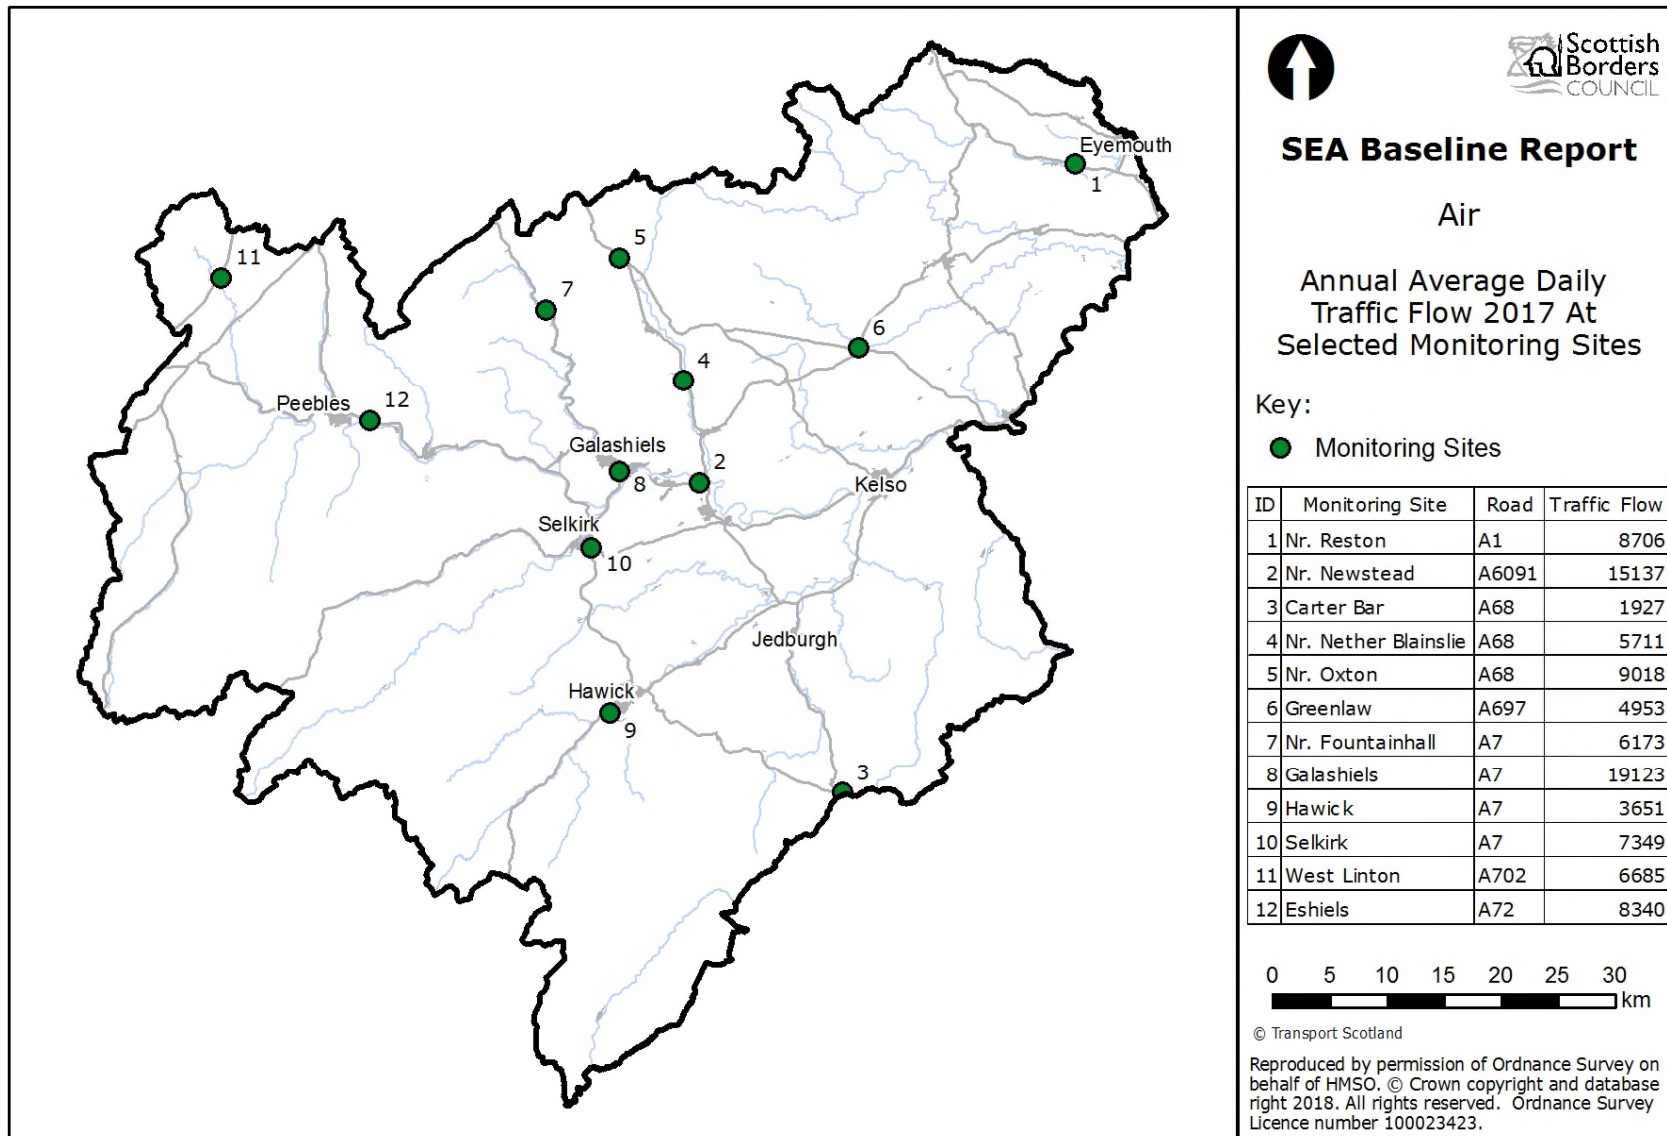 Eyemouth
1
5
11
7
6
4
Peebles
12
Galashiels
2
8
Kelso
Selkirk
10
Jedburgh
Hawick
9
3
Scottish
Borders
COUNCIL
SEA Baseline Report
Air
Annual Average Daily
Traffic Flow 2017 At
Selected Monitoring Sites
Key:
Monitoring Sites
ID Monitoring Site Road Traffic Flow
1 Nr. Reston A1 8706
2 Nr. Newstead A6091 15137
3 Carter Bar A68 1927
4 Nr. Nether Blainslie A68 5711
5 Nr. Oxton A68 9018
6 Greenlaw A697 4953
7 Nr. Fountainhall A7 6173
8 Galashiels A7 19123
9 Hawick A7 3651
10 Selkirk A7 7349
11 West Linton A702 6685
12 Eshiels A72 8340
0 5 10 15 20 25 30
km
© Transport Scotland
Reproduced by permission of Ordnance Survey on
behalf of HMSO. © Crown copyright and database
right 2018. All rights reserved. Ordnance Survey
Licence number 100023423.